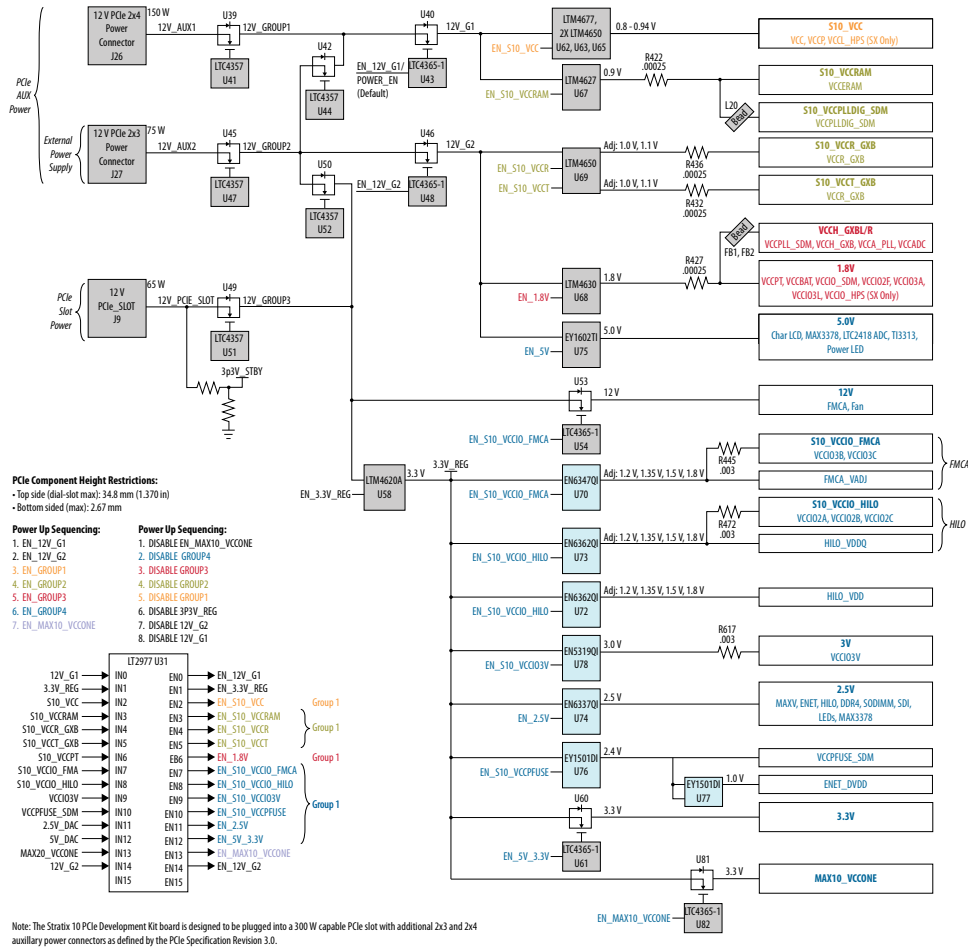 PCIe
AUX
Power
12 V PCIe 2x4
Power
Connector
J26
150 W
12V_AUX1
U39
LTC4357
U41
12V_GROUP1
U42
LTC4357
U44
U40
EN_12V_G1/
POWER_EN
(Default)
LTC4365-1
U43
12V_G1
EN_S10_VCC
LTM4677,
2X LTM4650
U62, U63, U65
0.8 - 0.94 V
S10_VCC
VCC, VCCP, VCCL_HPS (SX Only)
EN_S10_VCCRAM
LTM4627
U67
0.9 V
R422
.00025
S10_VCCRAM
VCCERAM
L20
Bead
S10_VCCPLLDIG_SDM
VCCPLLDIG_SDM
External
Power
Supply
12 V PCIe 2x3
Power
Connector
J27
75 W
12V_AUX2
U45
LTC4357
U47
12V_GROUP2
U50
LTC4357
U52
U46
EN_12V_G2
LTC4365-1
U48
12V_G2
EN_S10_VCCR
EN_S10_VCCT
LTM4650
U69
Adj: 1.0 V, 1.1 V
R436
.00025
S10_VCCR_GXB
VCCR_GXB
Adj: 1.0 V, 1.1 V
R432
.00025
S10_VCCT_GXB
VCCR_GXB
Bead
FB1, FB2
VCCH_GXBL/R
VCCPLL_SDM, VCCH_GXB, VCCA_PLL, VCCADC
EN_1.8V
LTM4630
U68
1.8 V
R427
.00025
1.8V
VCCPT, VCCBAT, VCCIO_SDM, VCCIO2F, VCCIO3A,
VCCIO3L, VCCIO_HPS (SX Only)
EN_5V
EY1602TI
U75
5.0 V
5.0V
Char LCD, MAX3378, LTC2418 ADC, TI3313,
Power LED
PCIe
Slot
Power
12 V
PCIe_SLOT
J9
65 W
12V_PCIE_SLOT
U49
LTC4357
U51
12V_GROUP3
3p3V_STBY
U53
EN_S10_VCCIO_FMCA
LTC4365-1
U54
12 V
12V
FMCA, Fan
EN_3.3V_REG
LTM4620A
U58
3.3 V
3.3V_REG
EN_S10_VCCIO_FMCA
EN6347QI
U70
Adj: 1.2 V, 1.35 V, 1.5 V, 1.8 V
R445
.003
S10_VCCIO_FMCA
VCCIO3B, VCCIO3C
FMCA_VADJ
FMCA
EN_S10_VCCIO_HILO
EN6362QI
U73
Adj: 1.2 V, 1.35 V, 1.5 V, 1.8 V
R472
.003
S10_VCCIO_HILO
VCCIO2A, VCCIO2B, VCCIO2C
HILO_VDDQ
HILO
EN_S10_VCCIO_HILO
EN6362QI
U72
Adj: 1.2 V, 1.35 V, 1.5 V, 1.8 V
HILO_VDD
EN_S10_VCCIO3V
EN5319QI
U78
3.0 V
R617
.003
3V
VCCIO3V
EN_2.5V
EN6337QI
U74
2.5 V
2.5V
MAXV, ENET, HILO, DDR4, SODIMM, SDI,
LEDs, MAX3378
EN_S10_VCCPFUSE
EY1501DI
U76
2.4 V
VCCPFUSE_SDM
EY1501DI
U77
1.0 V
ENET_DVDD
U60
EN_5V_3.3V
LTC4365-1
U61
3.3 V
3.3V
U81
EN_MAX10_VCCONE
LTC4365-1
U82
3.3 V
MAX10_VCCONE
PCIe Component Height Restrictions:
• Top side (dial-slot max): 34.8 mm (1.370 in)
• Bottom sided (max): 2.67 mm
Power Up Sequencing:
1. EN_12V_G1
2. EN_12V_G2
3. EN_GROUP1
4. EN_GROUP2
5. EN_GROUP3
6. EN_GROUP4
7. EN_MAX10_VCCONE
Power Up Sequencing:
1. DISABLE EN_MAX10_VCCONE
2. DISABLE GROUP4
3. DISABLE GROUP3
4. DISABLE GROUP2
5. DISABLE GROUP1
6. DISABLE 3P3V_REG
7. DISABLE 12V_G2
8. DISABLE 12V_G1
LT2977 U31
12V_G1 IN0 EN0 EN_12V_G1
3.3V_REG IN1 EN1 EN_3.3V_REG
S10_VCC IN2 EN2 EN_S10_VCC Group 1
S10_VCCRAM IN3 EN3 EN_S10_VCCRAM
S10_VCCR_GXB IN4 EN4 EN_S10_VCCR Group 1
S10_VCCT_GXB IN5 EN5 EN_S10_VCCT
S10_VCCPT IN6 EB6 EN_1.8V Group 1
S10_VCCIO_FMA IN7 EN7 EN_S10_VCCIO_FMCA
S10_VCCIO_HILO IN8 EN8 EN_S10_VCCIO_HILO
VCCIO3V IN9 EN9 EN_S10_VCCIO3V Group 1
VCCPFUSE_SDM IN10 EN10 EN_S10_VCCPFUSE
2.5V_DAC IN11 EN11 EN_2.5V
5V_DAC IN12 EN12 EN_5V_3.3V
MAX20_VCCONE IN13 EN13 EN_MAX10_VCCONE
12V_G2 IN14 EN14 EN_12V_G2
IN15 EN15
Note: The Stratix 10 PCIe Development Kit board is designed to be plugged into a 300 W capable PCIe slot with additional 2x3 and 2x4
auxillary power connectors as defined by the PCIe Specification Revision 3.0.